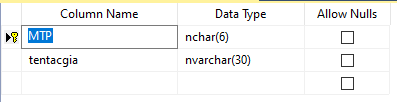 Column Name Data Type Allow Nulls
MTP nchar(6)
tentacgia nvarchar(30)